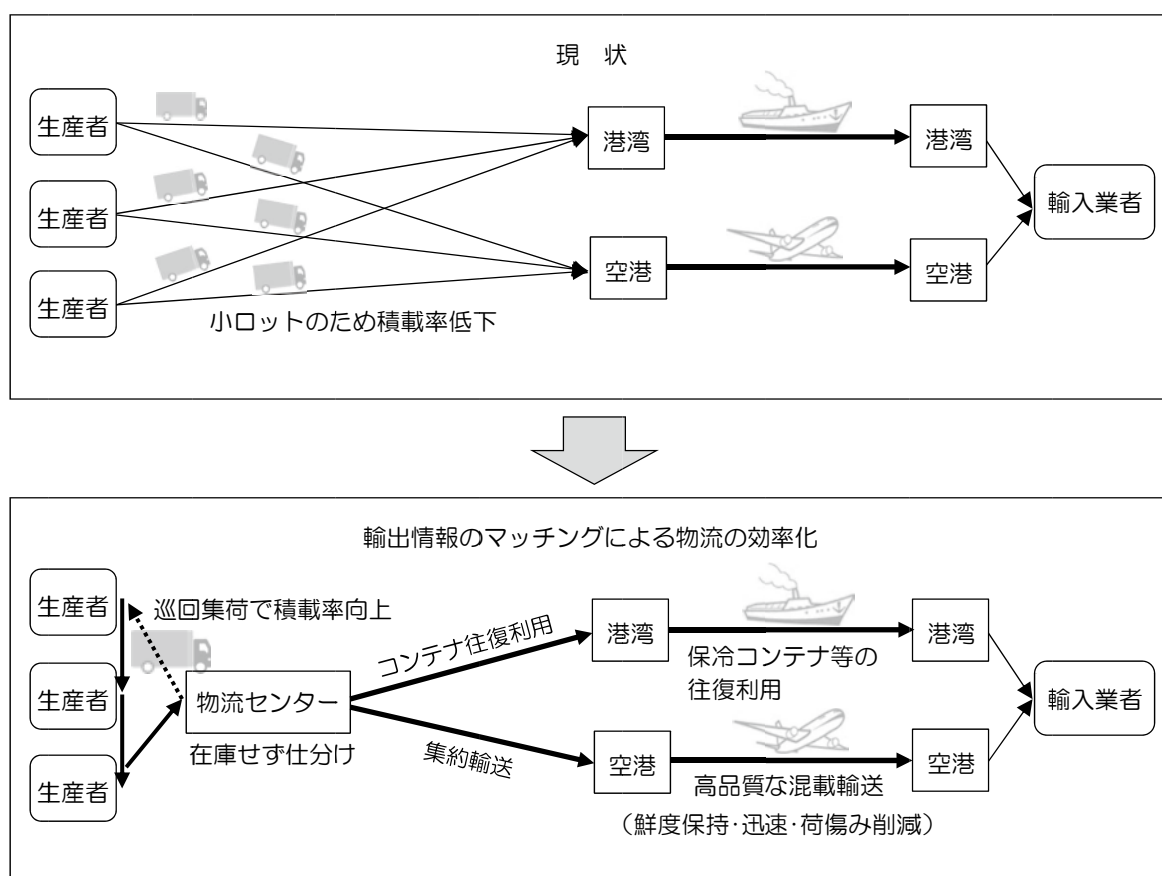 現　状
生産者
生産者
生産者
港湾
空港
港湾
空港
輸入業者
小ロットのため積載率低下
輸出情報のマッチングによる物流の効率化
生産者
生産者
生産者
巡回集荷で積載率向上
物流センター
在庫せず仕分け
コンテナ往復利用
集約輸送
港湾
空港
保冷コンテナ等の
往復利用
高品質な混載輸送
（鮮度保持・迅速・荷傷み削減）
港湾
空港
輸入業者